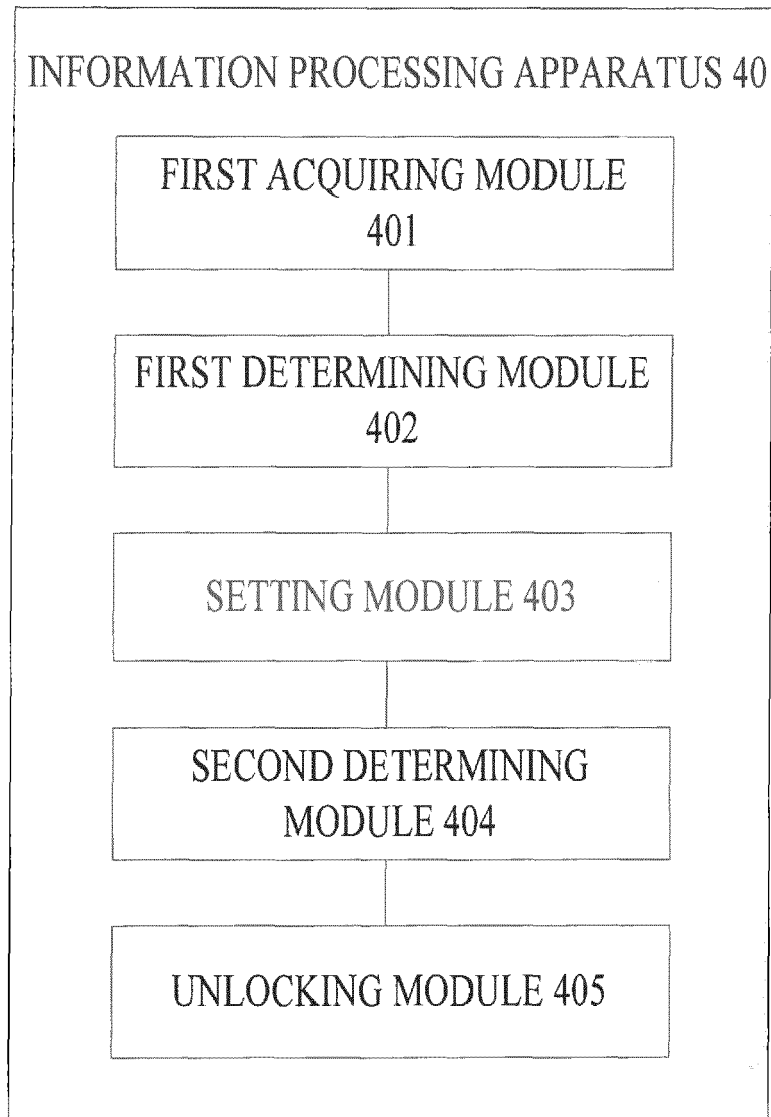 INFORMATION PROCESSING APPARATUS 40
FIRST ACQUIRING MODULE
401
FIRST DETERMINING MODULE
402
SETTING MODULE 403
SECOND DETERMINING
MODULE 404
UNLOCKING MODULE 405